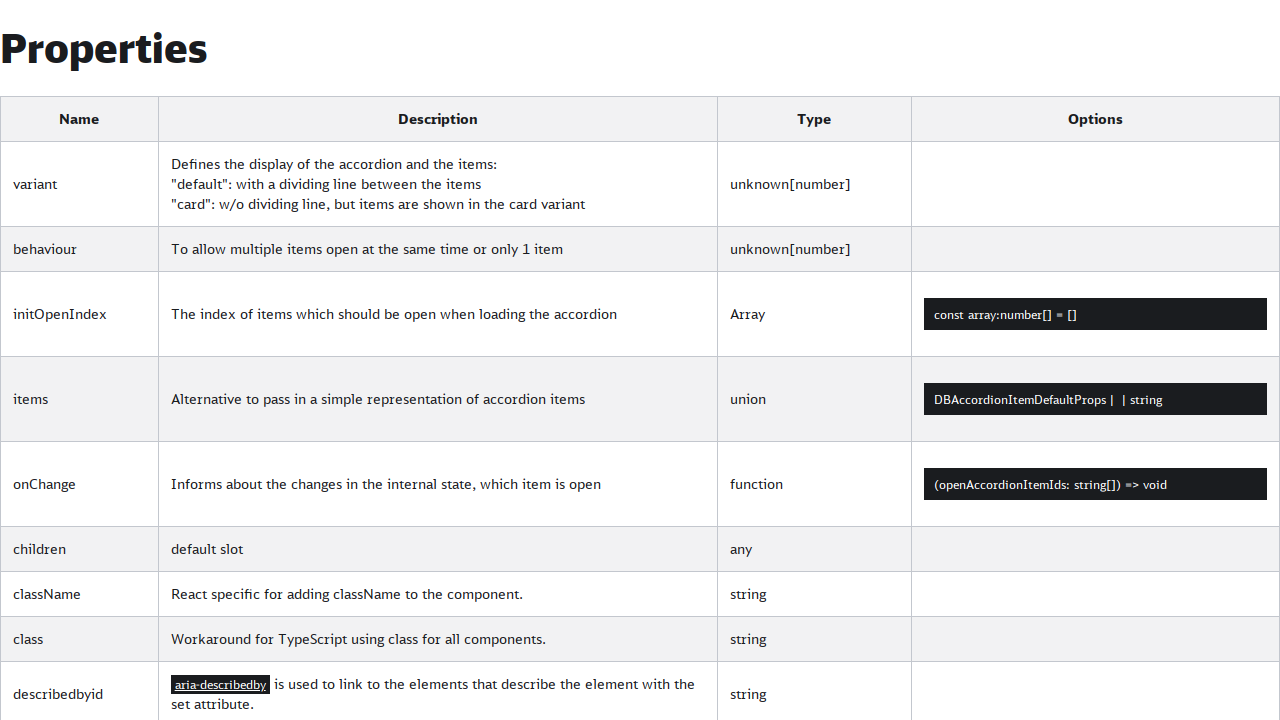 Properties
Name Description Type Options
variant
Defines the display of the accordion and the items:
"default": with a dividing line between the items
"card": w/o dividing line, but items are shown in the card variant
unknown[number]
behaviour To allow multiple items open at the same time or only 1 item unknown[number]
initOpenIndex The index of items which should be open when loading the accordion Array const array:number[] = []
items Alternative to pass in a simple representation of accordion items union DBAccordionItemDefaultProps | | string
onChange Informs about the changes in the internal state, which item is open function (openAccordionItemIds: string[]) => void
children default slot any
className React specific for adding className to the component. string
class Workaround for TypeScript using class for all components. string
describedbyid
aria-describedby is used to link to the elements that describe the element with the
set attribute.
string